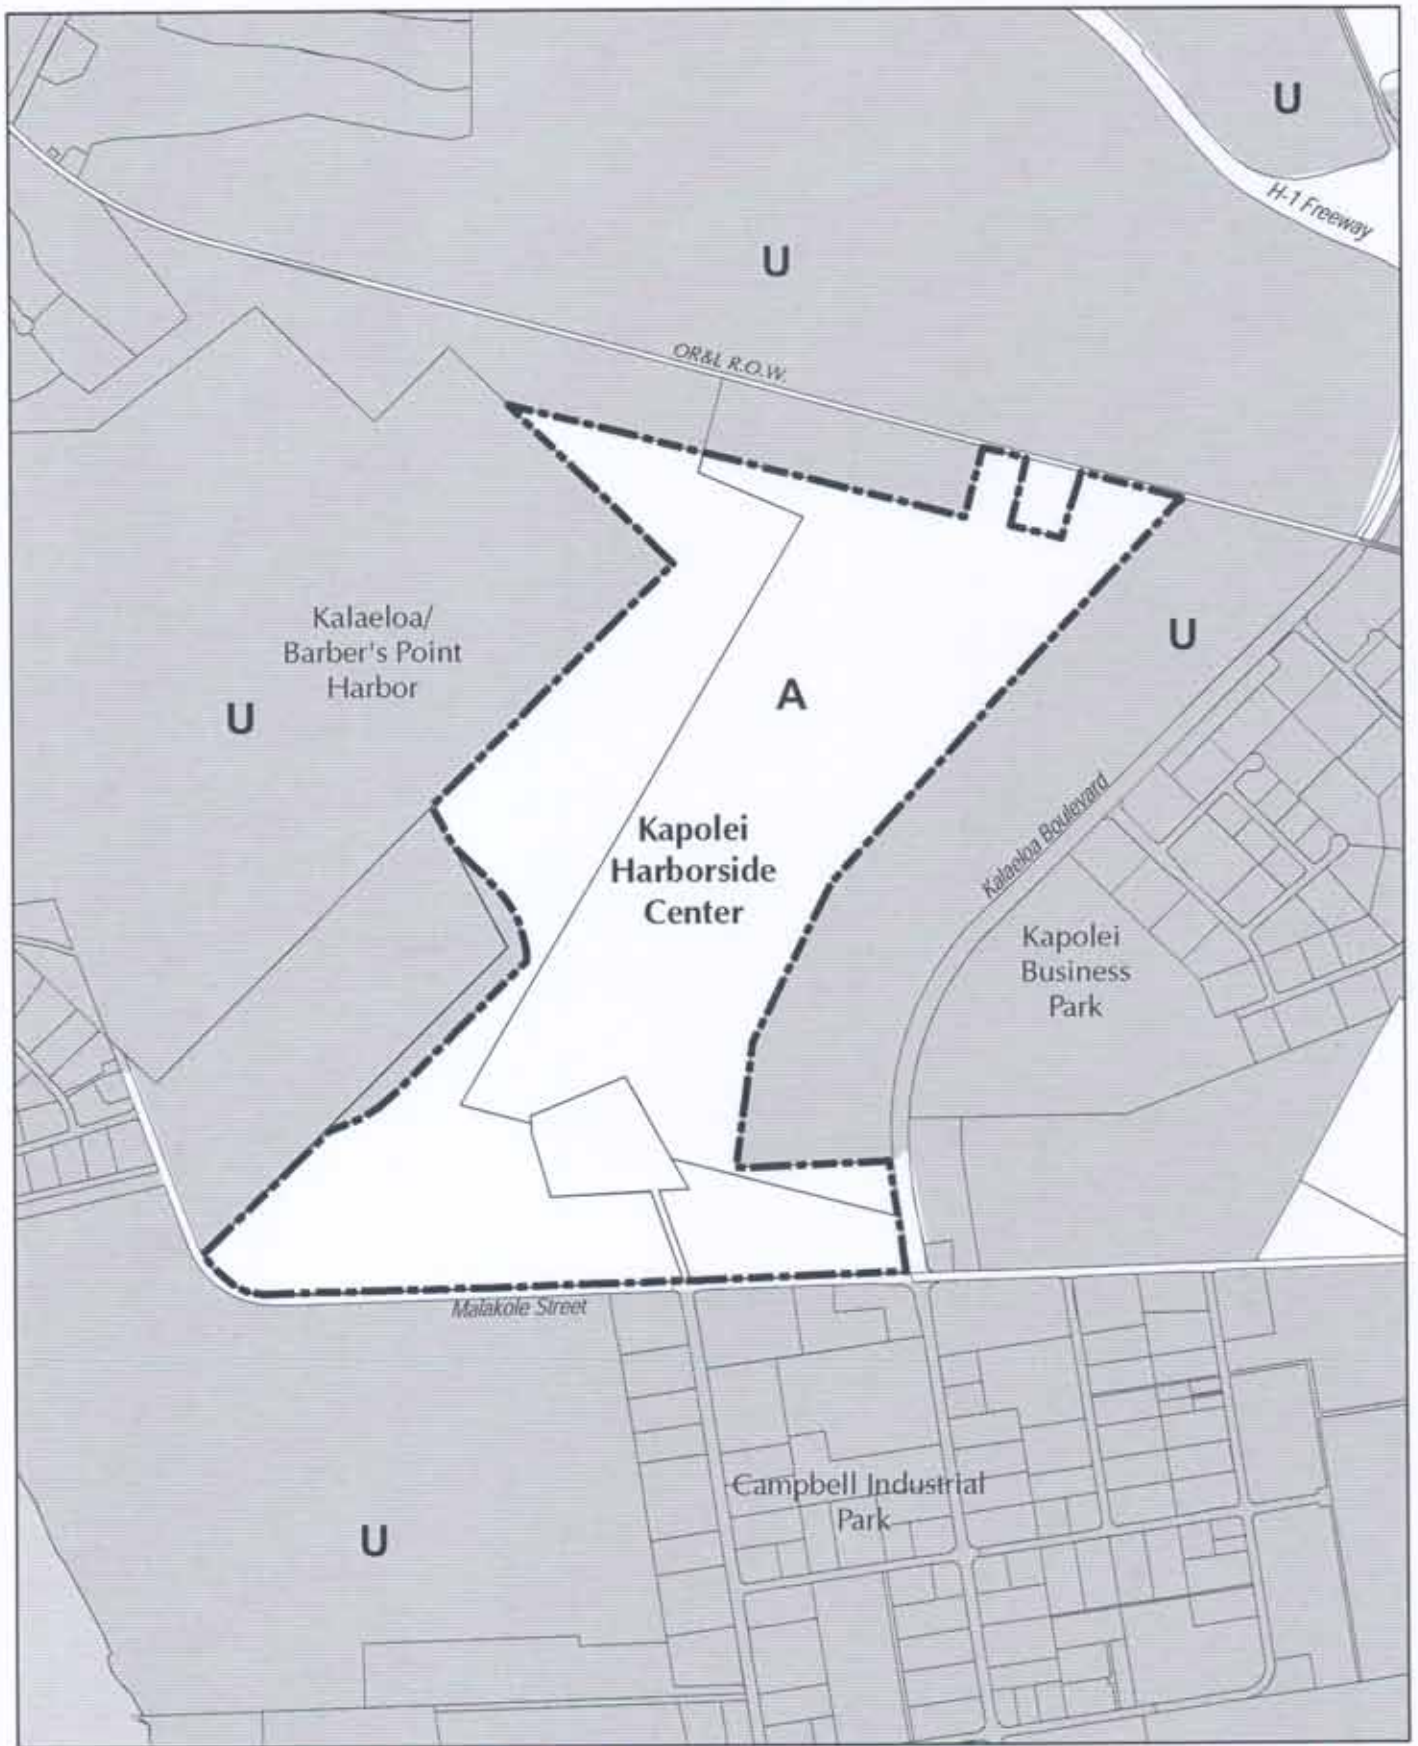 U
H-1 Freeway
U
OR&L R.O.W.
Kalaeloa/
Barber's Point
Harbor
U
U
A
Kapolei
Harborside
Center
Kalaeloa Boulevard
Kapolei
Business
Park
Malakole Street
Campbell Industrial
Park
U